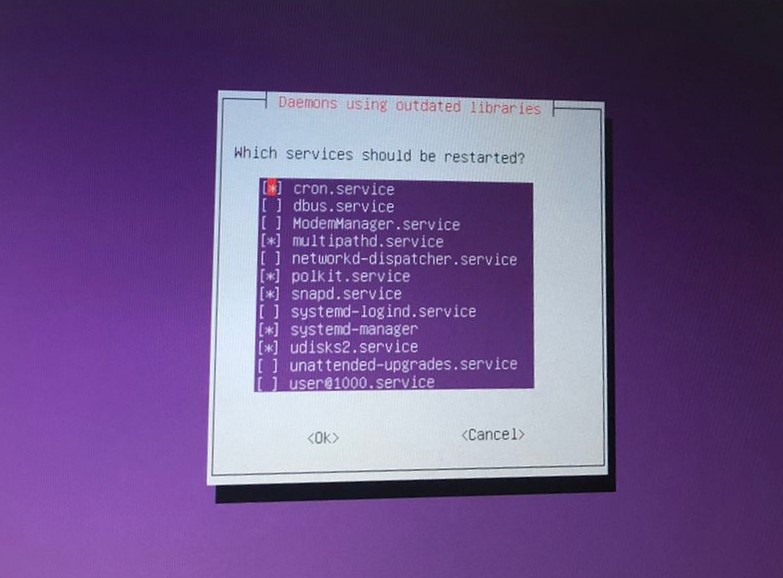 Daemons using outdated libraries
Which services should be restarted?
[*] cron.service
[ ] dbus.service
[ ] ModemManager.service
[*] multipathd.service
[ ] networkd-dispatcher.service
[*] polkit.service
[*] snapd.service
[ ] systemd-logind.service
[*] systemd-manager
[*] udisks2.service
[ ] unattended-upgrades.service
[ ] user@1000.service
<Ok> <Cancel>